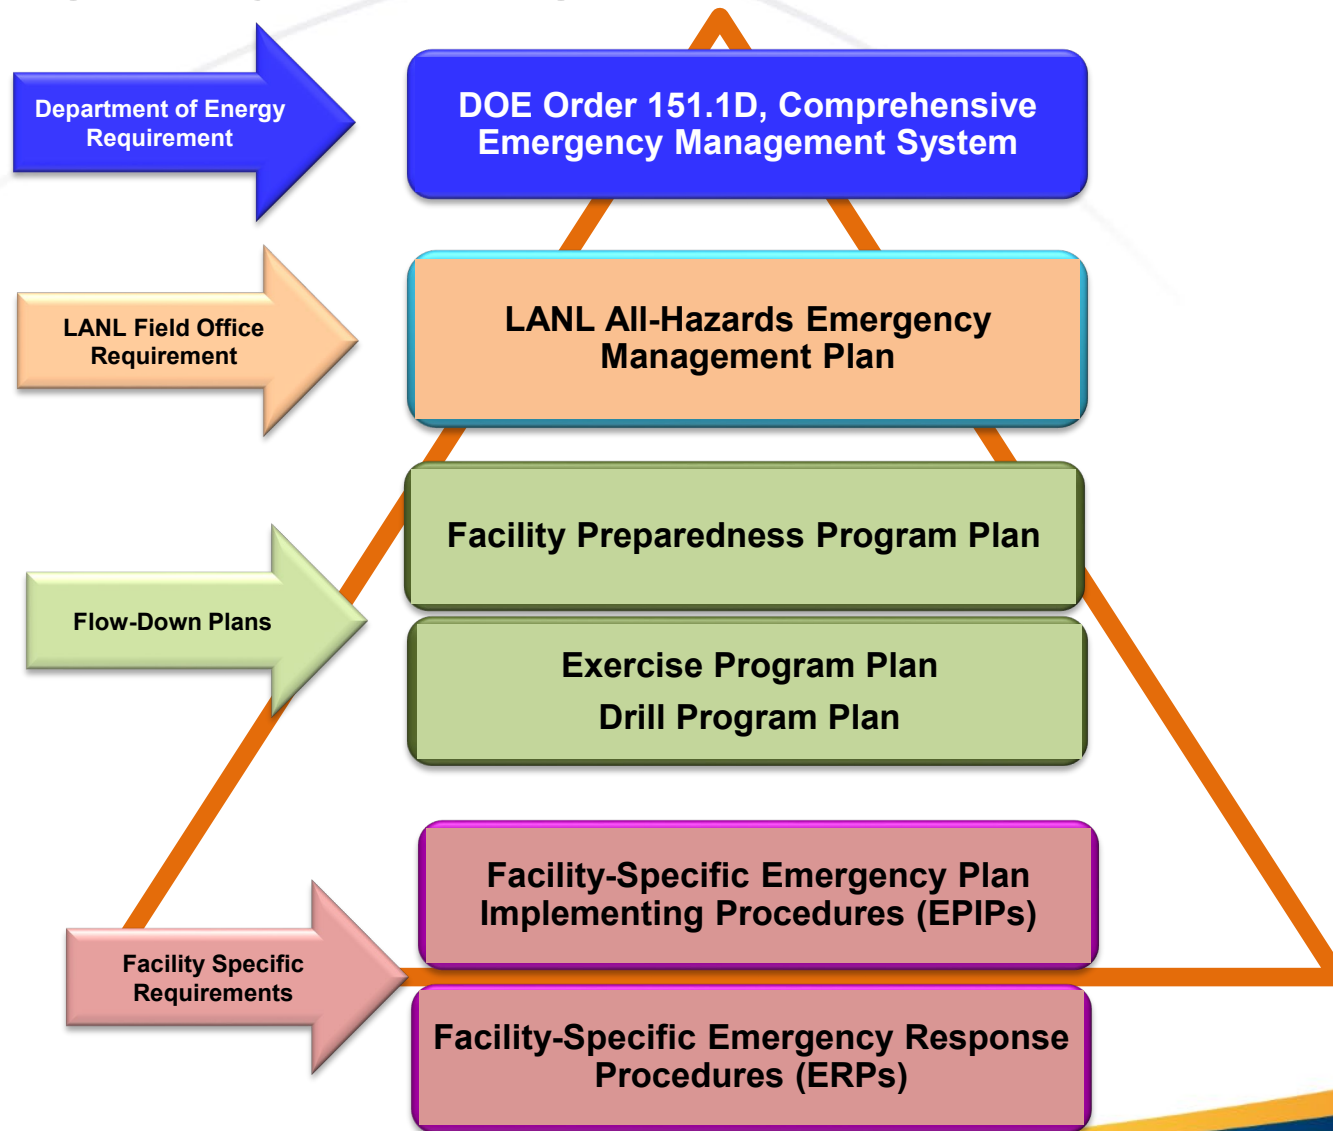 Department of Energy
Requirement
DOE Order 151.1D, Comprehensive
Emergency Management System
LANL Field Office
Requirement
LANL All-Hazards Emergency
Management Plan
Flow-Down Plans
Facility Preparedness Program Plan
Exercise Program Plan
Drill Program Plan
Facility Specific
Requirements
Facility-Specific Emergency Plan
Implementing Procedures (EPIPs)
Facility-Specific Emergency Response
Procedures (ERPs)